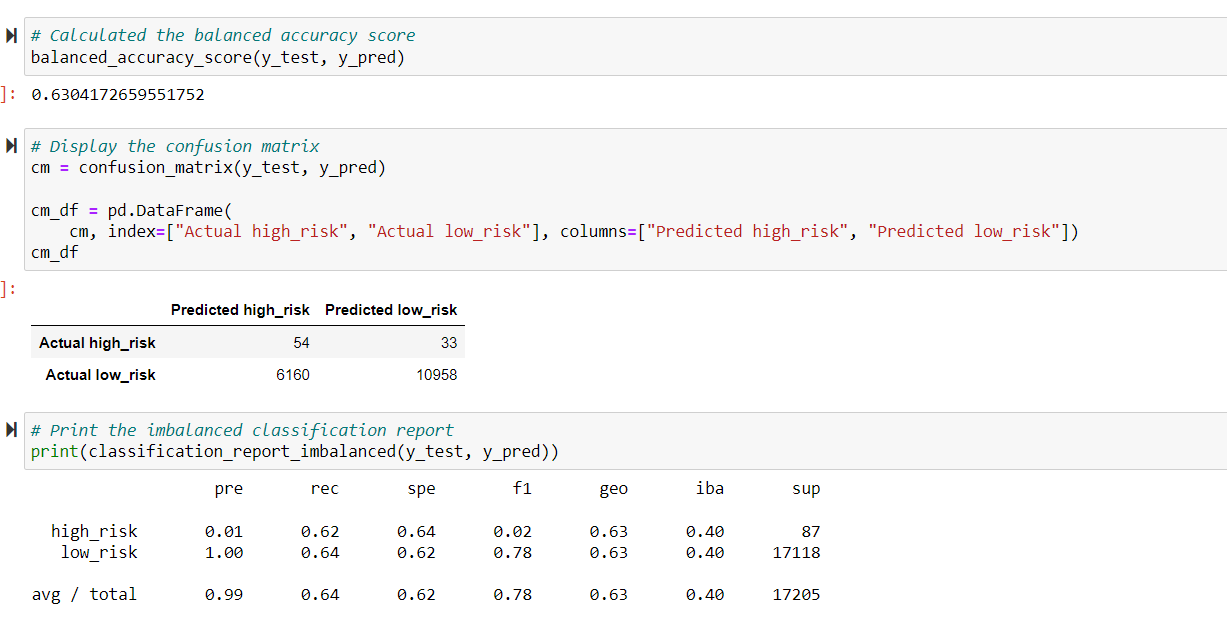 # Calculated the balanced accuracy score
balanced_accuracy_score(y_test, y_pred)
]: 0.6304172659551752
# Display the confusion matrix
cm = confusion_matrix(y_test, y_pred)
cm_df = pd.DataFrame(
    cm, index=["Actual high_risk", "Actual low_risk"], columns=["Predicted high_risk", "Predicted low_risk"])
cm_df
]:
Predicted high_risk Predicted low_risk
Actual high_risk 54 33
Actual low_risk 6160 10958
# Print the imbalanced classification report
print(classification_report_imbalanced(y_test, y_pred))
pre rec spe f1 geo iba sup
high_risk 0.01 0.62 0.64 0.02 0.63 0.40 87
low_risk 1.00 0.64 0.62 0.78 0.63 0.40 17118
avg / total 0.99 0.64 0.62 0.78 0.63 0.40 17205